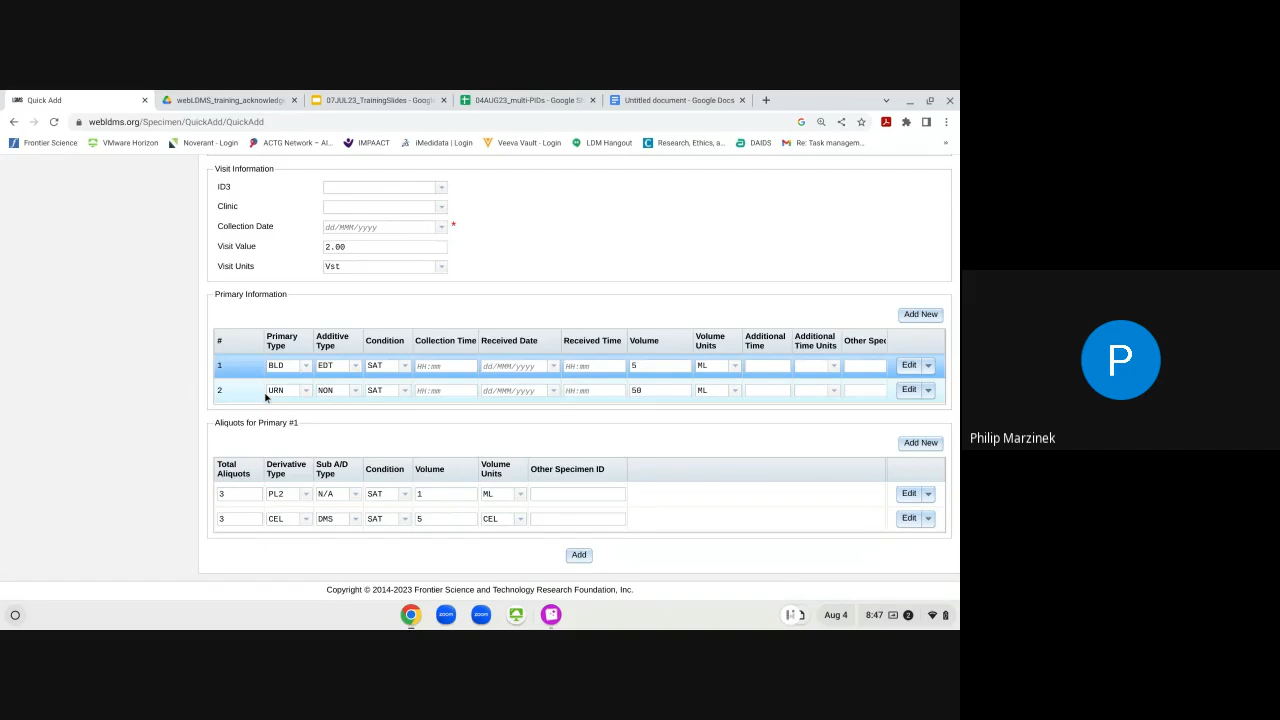 Quick Add
webLDMS_training_acknowledg
07JUL23_TrainingSlides - Google
04AUG23_multi-PIDs - Google Sh
Untitled document - Google Docs
webldms.org/Specimen/QuickAdd/QuickAdd
Frontier Science
VMware Horizon
Noverant - Login
ACTG Network – Al...
IMPAACT
iMedidata | Login
Veeva Vault - Login
LDM Hangout
Research, Ethics, a...
DAIDS
Re: Task managem...
»
Visit Information
ID3
Clinic
Collection Date dd/MMM/yyyy *
Visit Value 2.00
Visit Units Vst
Primary Information
Add New
# Primary Type Additive Type Condition Collection Time Received Date Received Time Volume Volume Units Additional Time Additional Time Units Other Spec
1 BLD EDT SAT HH:mm dd/MMM/yyyy HH:mm 5 ML Edit
2 URN NON SAT HH:mm dd/MMM/yyyy HH:mm 50 ML Edit
Aliquots for Primary #1
Add New
Total Aliquots Derivative Type Sub A/D Type Condition Volume Volume Units Other Specimen ID
3 PL2 N/A SAT 1 ML Edit
3 CEL DMS SAT 5 CEL Edit
Add
Copyright © 2014-2023 Frontier Science and Technology Research Foundation, Inc.
zoom
zoom
Aug 4
8:47
2
P
Philip Marzinek